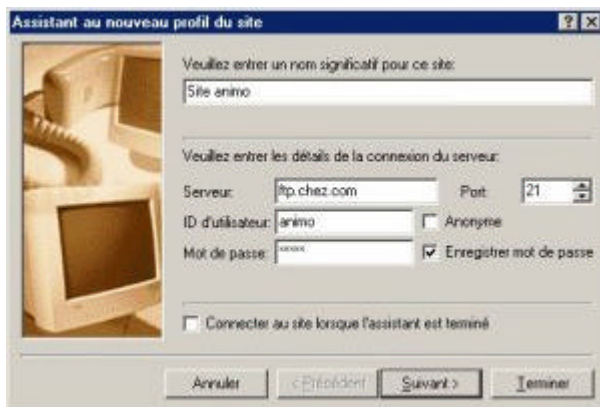 Assistant au nouveau profil du site
Veuillez entrer un nom significatif pour ce site:
Site animo
Veuillez entrer les détails de la connexion du serveur:
Serveur: ftp.chez.com Port: 21
ID d'utilisateur: animo Anonyme
Mot de passe: ***** Enregistrer mot de passe
Connecter au site lorsque l'assistant est terminé
Annuler < Précédent Suivant > Terminer